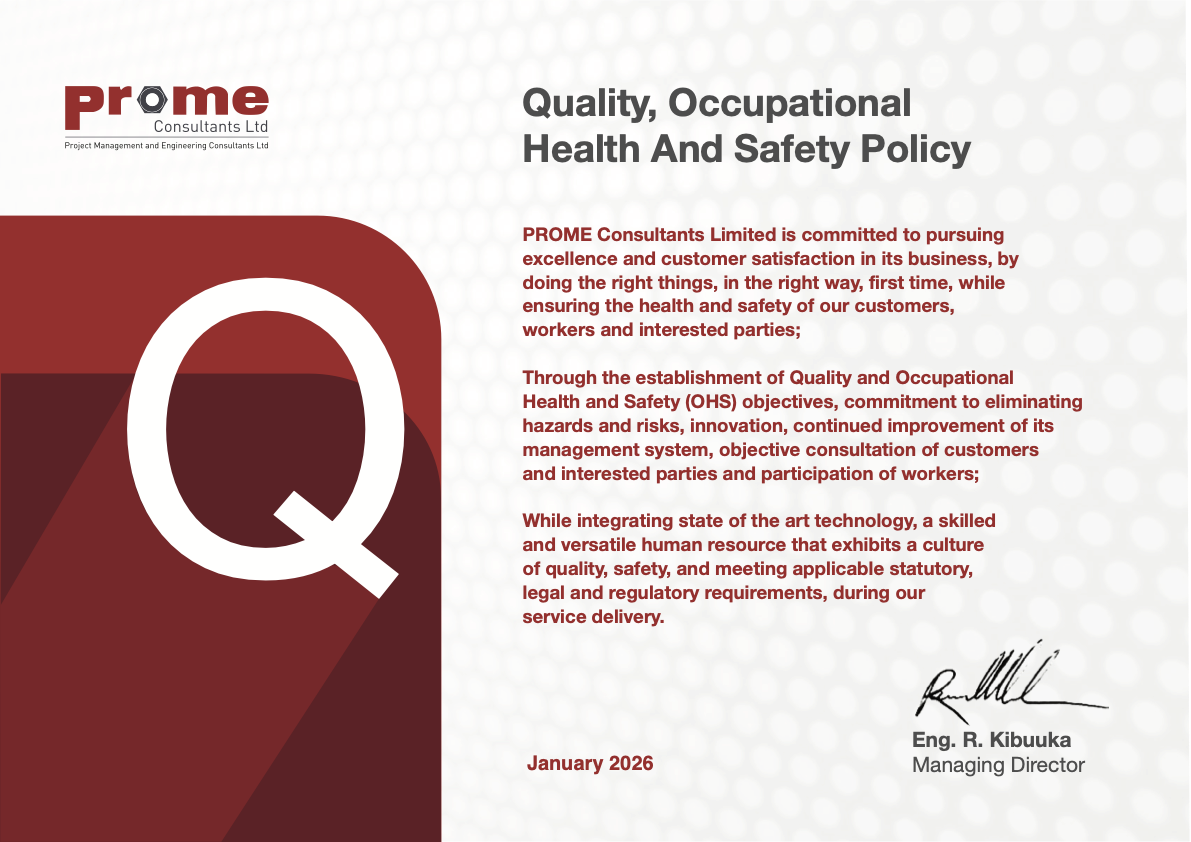 prome
Consultants Ltd
Project Management and Engineering Consultants Ltd
Quality, Occupational
Health And Safety Policy
PROME Consultants Limited is committed to pursuing
excellence and customer satisfaction in its business, by
doing the right things, in the right way, first time, while
ensuring the health and safety of our customers,
workers and interested parties;
Through the establishment of Quality and Occupational
Health and Safety (OHS) objectives, commitment to eliminating
hazards and risks, innovation, continued improvement of its
management system, objective consultation of customers
and interested parties and participation of workers;
While integrating state of the art technology, a skilled
and versatile human resource that exhibits a culture
of quality, safety, and meeting applicable statutory,
legal and regulatory requirements, during our
service delivery.
Q
Eng. R. Kibuuka
Managing Director
January 2026